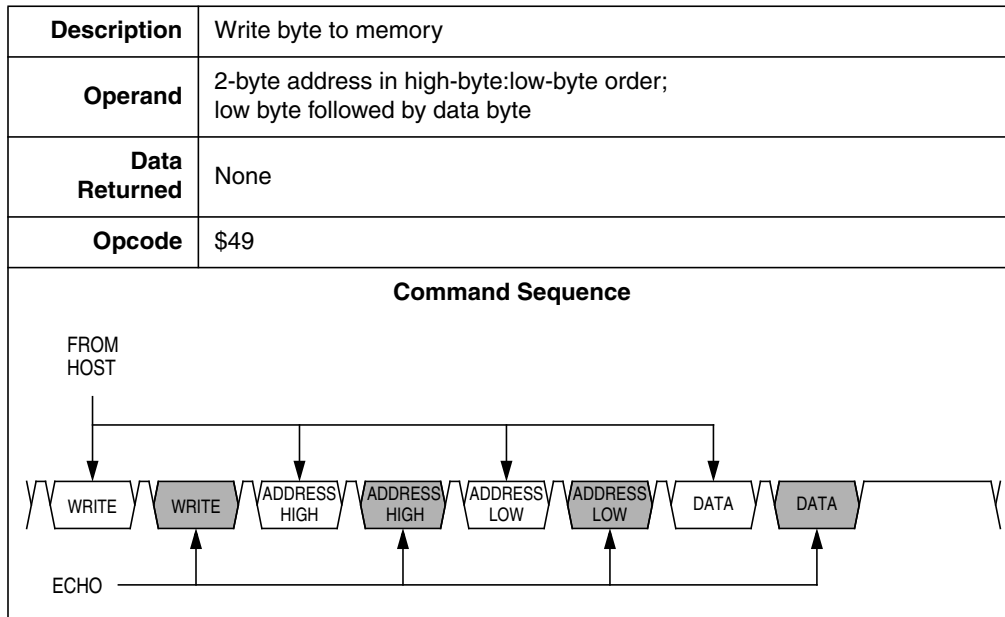 Description
Write byte to memory
Operand
2-byte address in high-byte:low-byte order;
low byte followed by data byte
Data
Returned
None
Opcode
$49
Command Sequence
FROM
HOST
WRITE
WRITE
ADDRESS
HIGH
ADDRESS
HIGH
ADDRESS
LOW
ADDRESS
LOW
DATA
DATA
ECHO